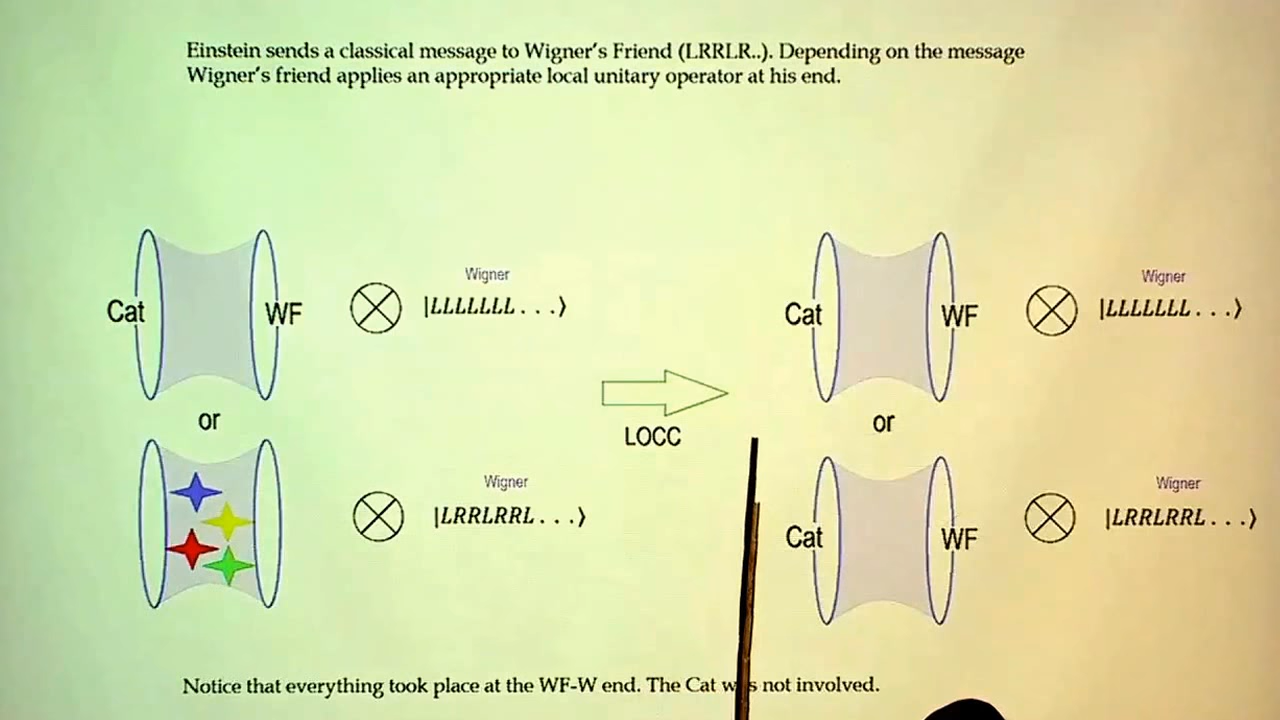 Einstein sends a classical message to Wigner's Friend (LRRLR..). Depending on the message
Wigner's friend applies an appropriate local unitary operator at his end.
Wigner
Cat WF |LLLLLLL...⟩
or
Wigner
|LRRLRRL...⟩
LOCC
Wigner
Cat WF |LLLLLLL...⟩
or
Wigner
Cat WF |LRRLRRL...⟩
Notice that everything took place at the WF-W end. The Cat was not involved.